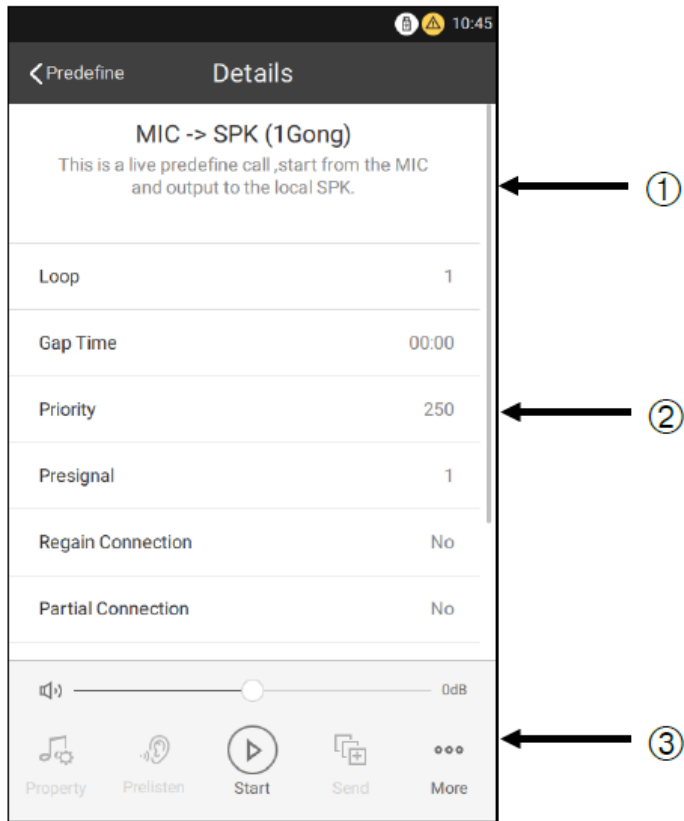 10:45
Predefine Details
MIC -> SPK (1Gong)
This is a live predefine call ,start from the MIC
and output to the local SPK.
①
Loop 1
Gap Time 00:00
Priority 250
②
Presignal 1
Regain Connection No
Partial Connection No
0dB
③
Property Prelisten Start Send More